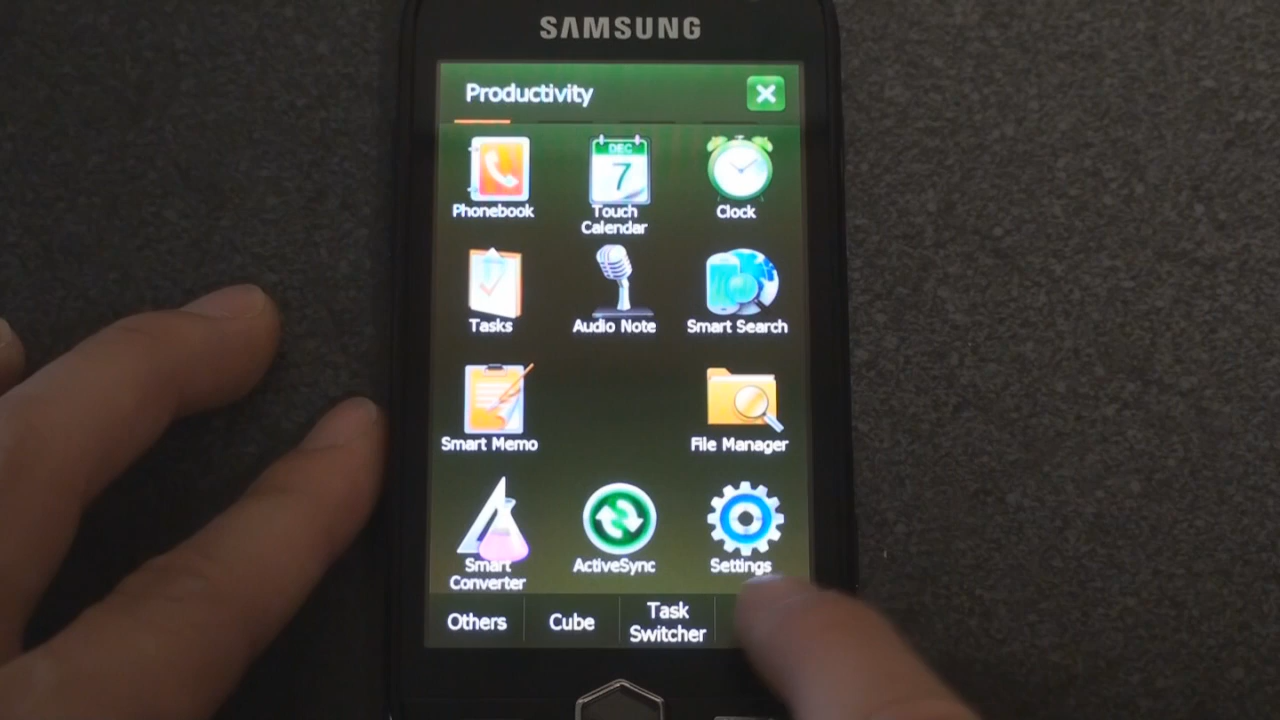 SAMSUNG
Productivity
DEC
7
Phonebook
Touch
Calendar
Clock
Tasks
Audio Note
Smart Search
Smart Memo
File Manager
Smart
Converter
ActiveSync
Settings
Others
Cube
Task
Switcher